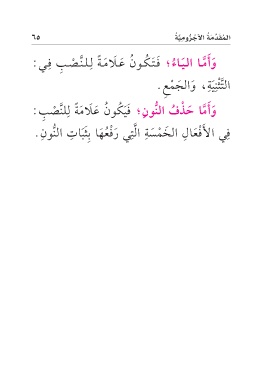 المُقَدِّمَةُ الآجُرُّومِيَّةُ ٦٥
وَأَمَّا اليَاءُ؛ فَتَكُونُ عَلَامَةً لِلنَّصْبِ فِي:
التَّثْنِيَةِ، وَالجَمْعِ.
وَأَمَّا حَذْفُ النُّونِ؛ فَيَكُونُ عَلَامَةً لِلنَّصْبِ:
فِي الأَفْعَالِ الخَمْسَةِ الَّتِي رَفْعُهَا بِثَبَاتِ النُّونِ.